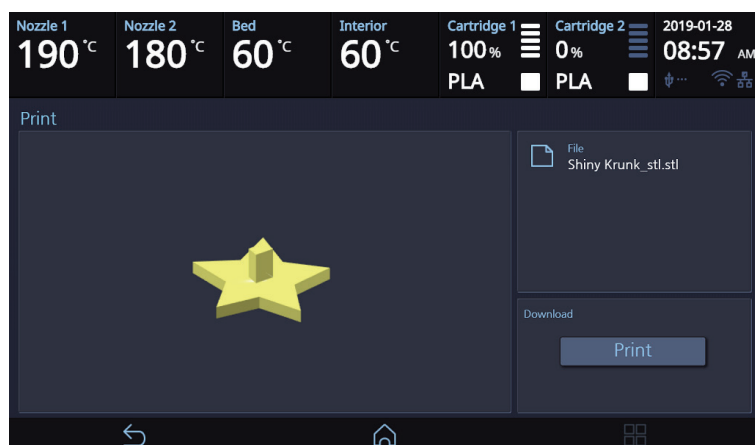 Nozzle 1
190 °C
Nozzle 2
180 °C
Bed
60 °C
Interior
60 °C
Cartridge 1
100 %
PLA
Cartridge 2
0 %
PLA
2019-01-28
08:57 AM
Print
File
Shiny Krunk_stl.stl
Download
Print